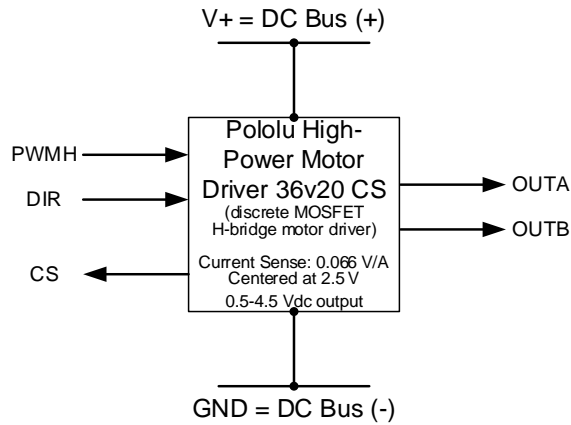 V+ = DC Bus (+)
Pololu High-
Power Motor
Driver 36v20 CS
(discrete MOSFET
H-bridge motor driver)
Current Sense: 0.066 V/A
Centered at 2.5 V
0.5-4.5 Vdc output
PWMH
DIR
CS
OUTA
OUTB
GND = DC Bus (-)